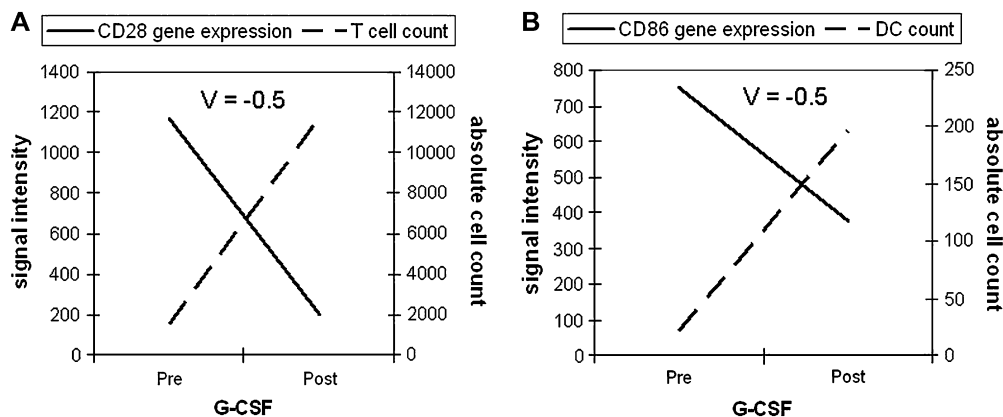 A
CD28 gene expression
T cell count
V = -0.5
signal intensity
1400
1200
1000
800
600
400
200
0
14000
12000
10000
8000
6000
4000
2000
0
absolute cell count
Pre
Post
G-CSF
B
CD86 gene expression
DC count
V = -0.5
signal intensity
800
700
600
500
400
300
200
100
0
250
200
150
100
50
0
absolute cell count
Pre
Post
G-CSF